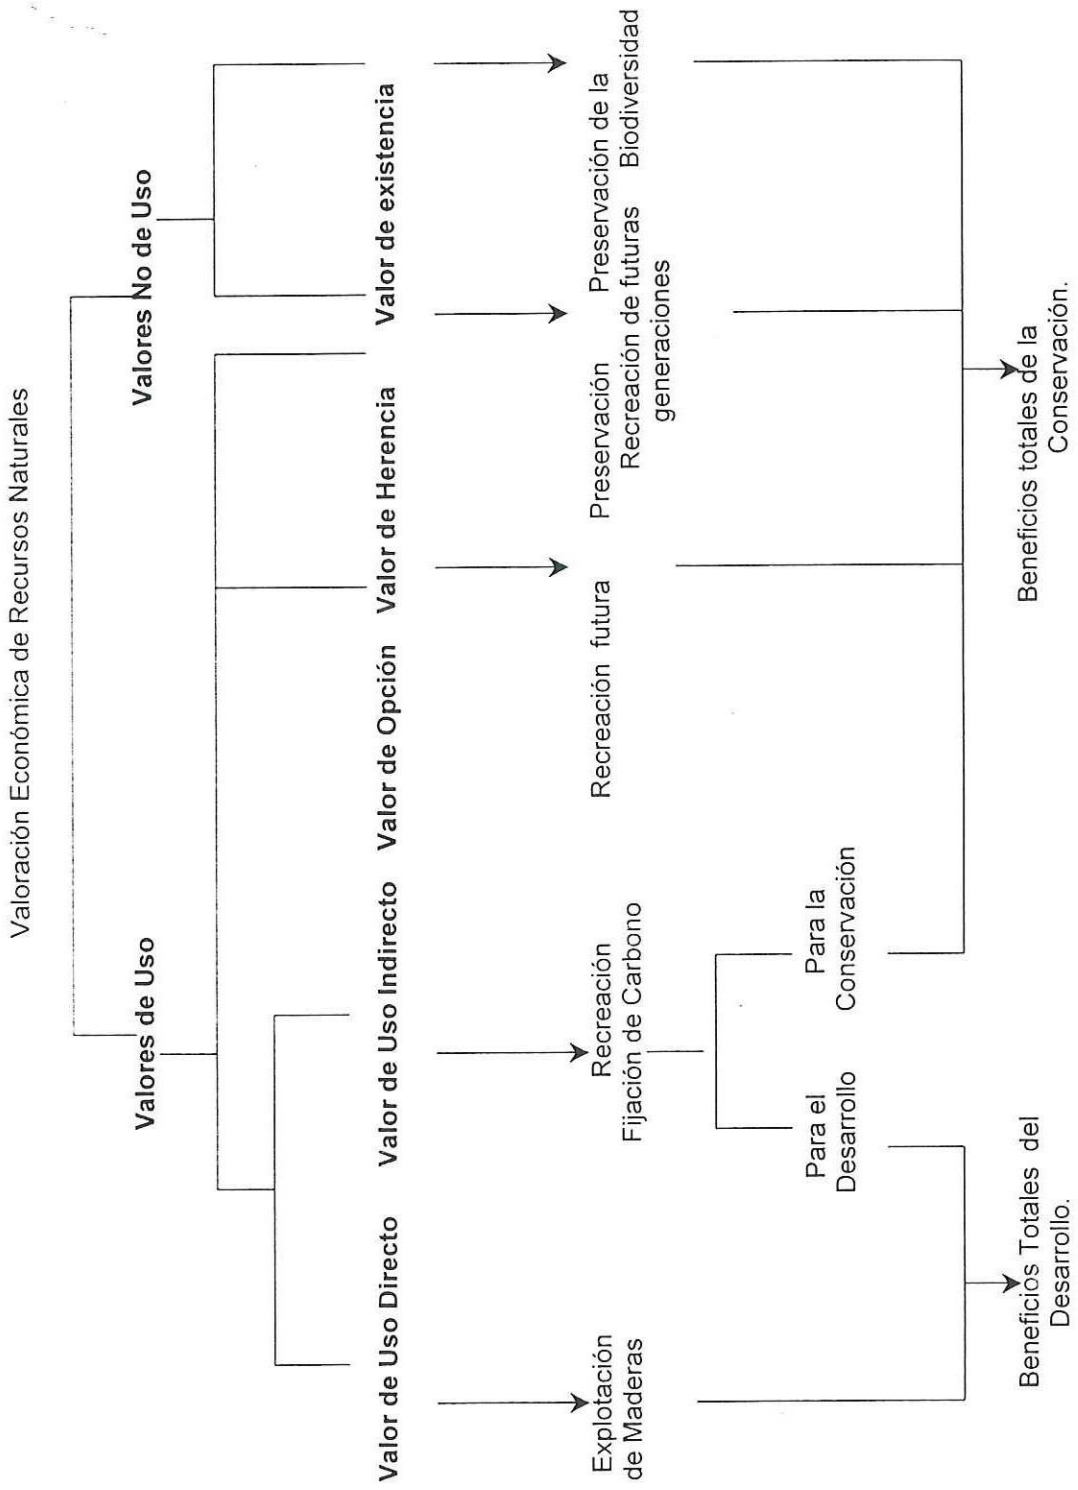 Valoración Económica de Recursos Naturales
Valores de Uso
Valores No de Uso
Valor de Uso Directo
Valor de Uso Indirecto
Valor de Opción
Valor de Herencia
Valor de existencia
Explotación
de Maderas
Recreación
Fijación de Carbono
Recreación futura
Preservación
Recreación de futuras
generaciones
Preservación de la
Biodiversidad
Para el
Desarrollo
Para la
Conservación
Beneficios Totales del
Desarrollo.
Beneficios totales de la
Conservación.